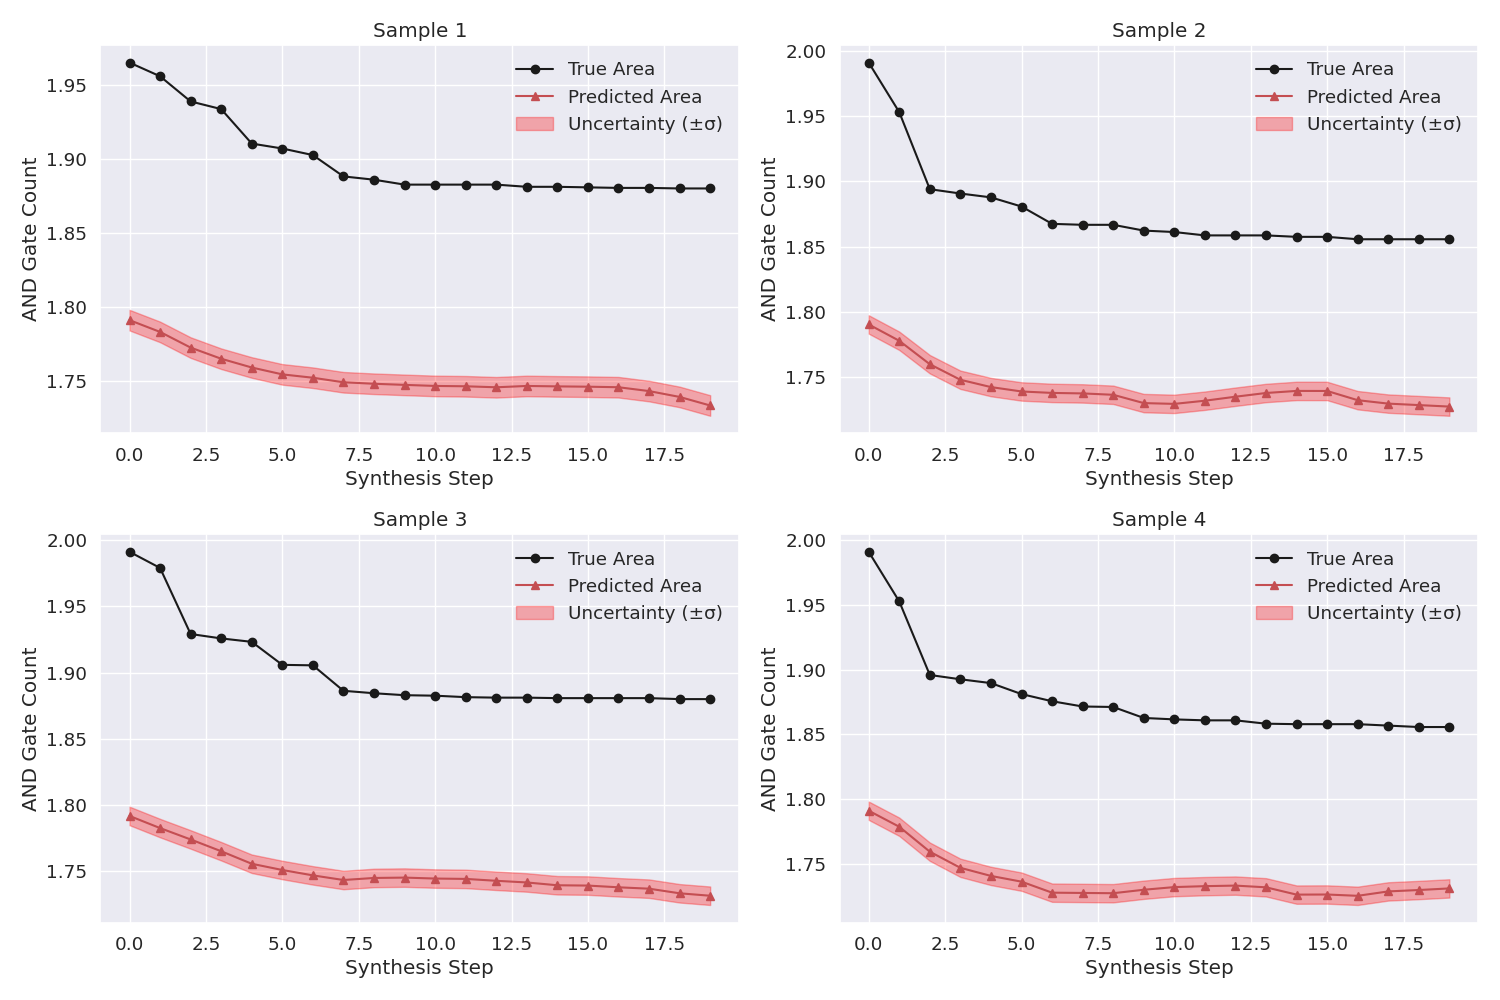 Sample 1
True Area
Predicted Area
Uncertainty (±σ)
1.95
1.90
1.85
1.80
1.75
AND Gate Count
0.0 2.5 5.0 7.5 10.0 12.5 15.0 17.5
Synthesis Step
Sample 2
True Area
Predicted Area
Uncertainty (±σ)
2.00
1.95
1.90
1.85
1.80
1.75
AND Gate Count
0.0 2.5 5.0 7.5 10.0 12.5 15.0 17.5
Synthesis Step
Sample 3
True Area
Predicted Area
Uncertainty (±σ)
2.00
1.95
1.90
1.85
1.80
1.75
AND Gate Count
0.0 2.5 5.0 7.5 10.0 12.5 15.0 17.5
Synthesis Step
Sample 4
True Area
Predicted Area
Uncertainty (±σ)
2.00
1.95
1.90
1.85
1.80
1.75
AND Gate Count
0.0 2.5 5.0 7.5 10.0 12.5 15.0 17.5
Synthesis Step